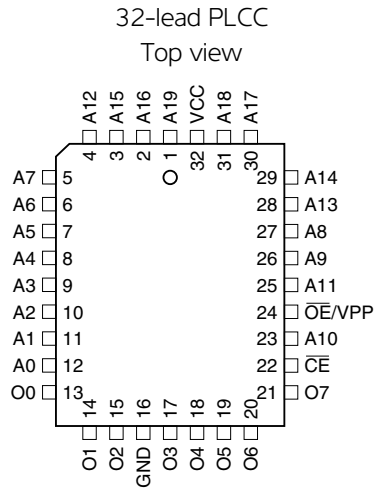 32-lead PLCC
Top view
A12 A15 A16 A19 VCC A18 A17
4 3 2 1 32 31 30
A7 5 29 A14
A6 6 28 A13
A5 7 27 A8
A4 8 26 A9
A3 9 25 A11
A2 10 24 OE/VPP
A1 11 23 A10
A0 12 22 CE
O0 13 21 O7
14 15 16 17 18 19 20
O1 O2 GND O3 O4 O5 O6